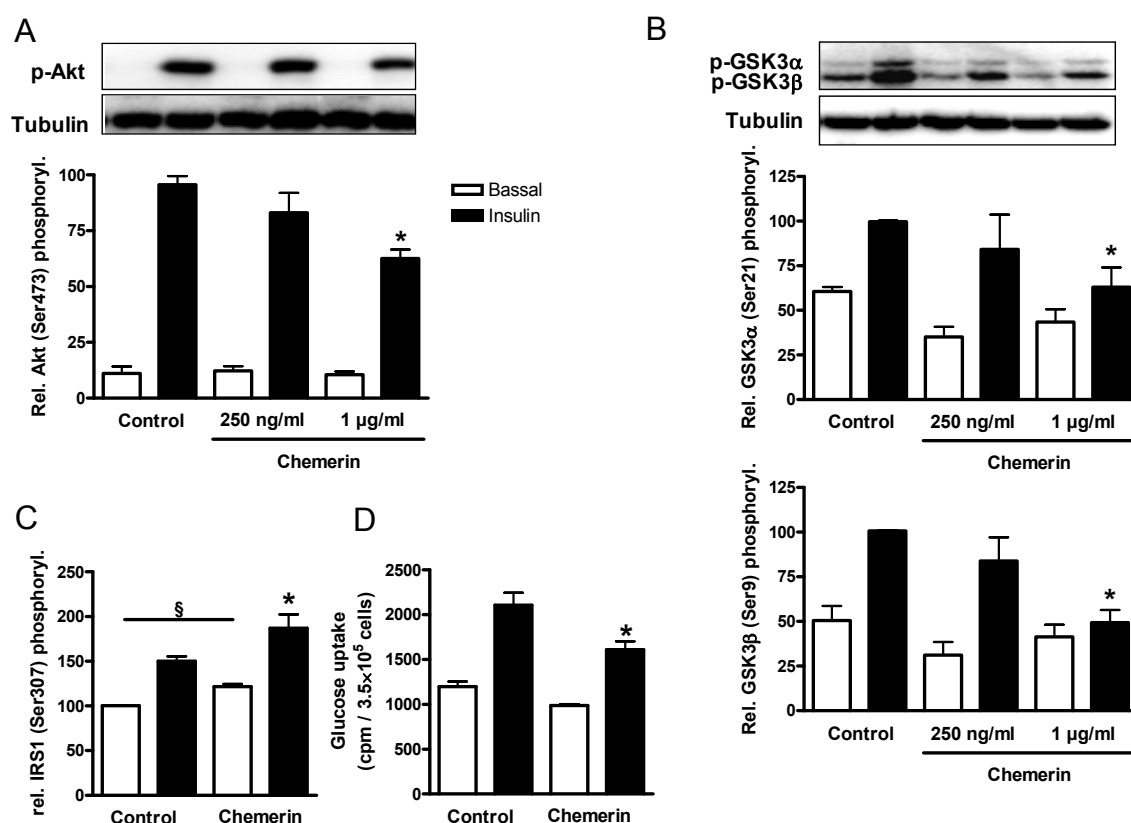 A
p-Akt
Tubulin
Rel. Akt (Ser473) phosphoryl.
100
75
50
25
0
Bassal
Insulin
*
Control
250 ng/ml
1 µg/ml
Chemerin
B
p-GSK3α
p-GSK3β
Tubulin
Rel. GSK3α (Ser21) phosphoryl.
125
100
75
50
25
0
*
Control
250 ng/ml
1 µg/ml
Chemerin
Rel. GSK3β (Ser9) phosphoryl.
125
100
75
50
25
0
*
Control
250 ng/ml
1 µg/ml
Chemerin
C
rel. IRS1 (Ser307) phosphoryl.
250
200
150
100
50
0
§
*
Control
Chemerin
D
Glucose uptake
(cpm / 3.5×10⁵ cells)
2500
2000
1500
1000
500
0
*
Control
Chemerin